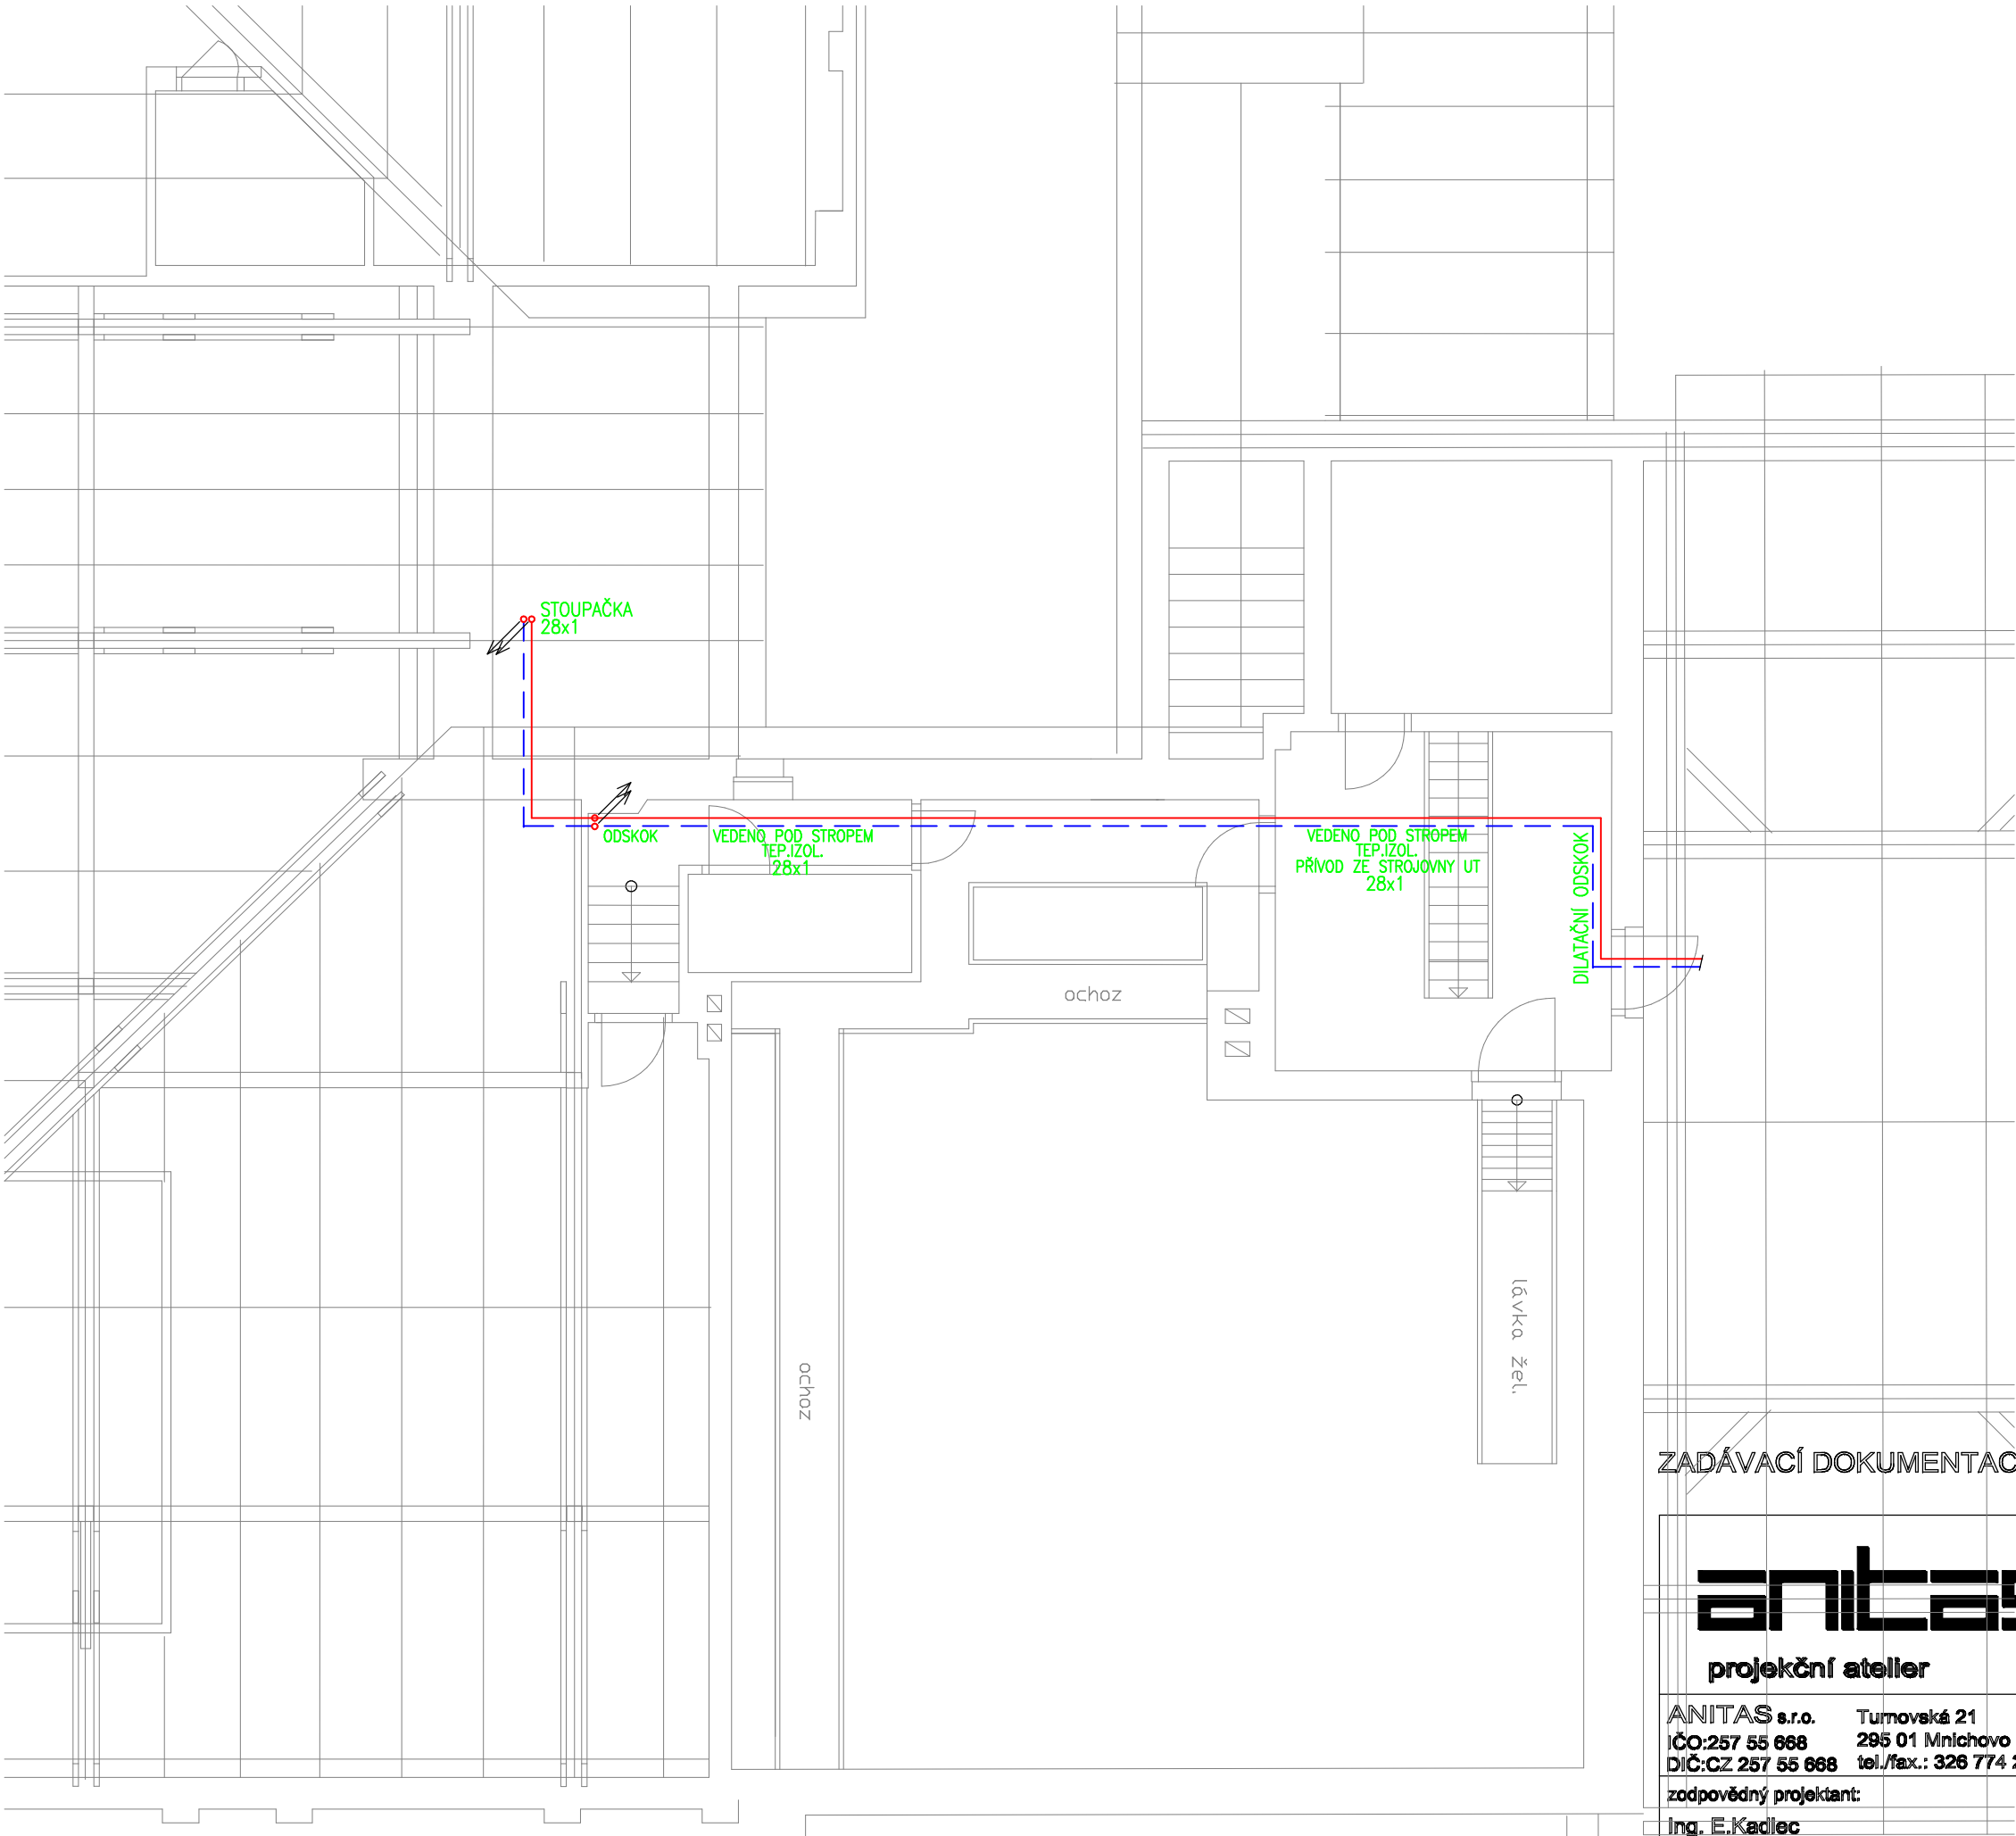 STOUPAČKA
28x1
ODSKOK
VEDENO POD STROPEM
TEP.IZOL.
28x1
VEDENO POD STROPEM
TEP.IZOL.
PŘÍVOD ZE STROJOVNY UT
28x1
DILATAČNÍ ODSKOK
ochoz
lávka žel.
ochoz
ZADÁVACÍ DOKUMENTAC
anitas
projekční atelier
ANITAS s.r.o.
Turnovská 21
IČO:257 55 668
295 01 Mnichovo
DIČ:CZ 257 55 668
tel./fax.: 326 774 2
zodpovědný projektant:
Ing. E.Kadlec